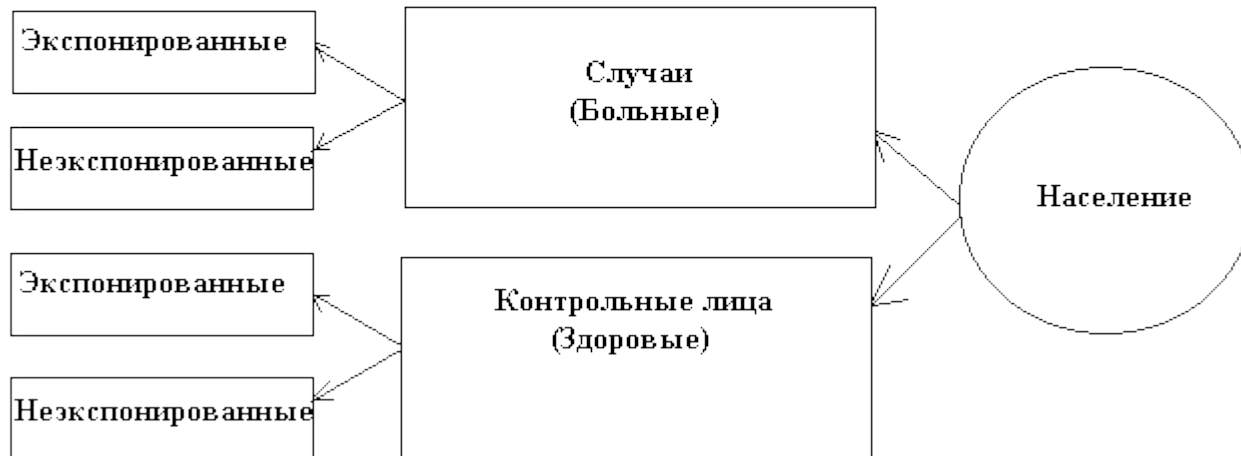 Экспонированные
Неэкспонированные
Экспонированные
Неэкспонированные
Случаи
(Больные)
Контрольные лица
(Здоровые)
Население